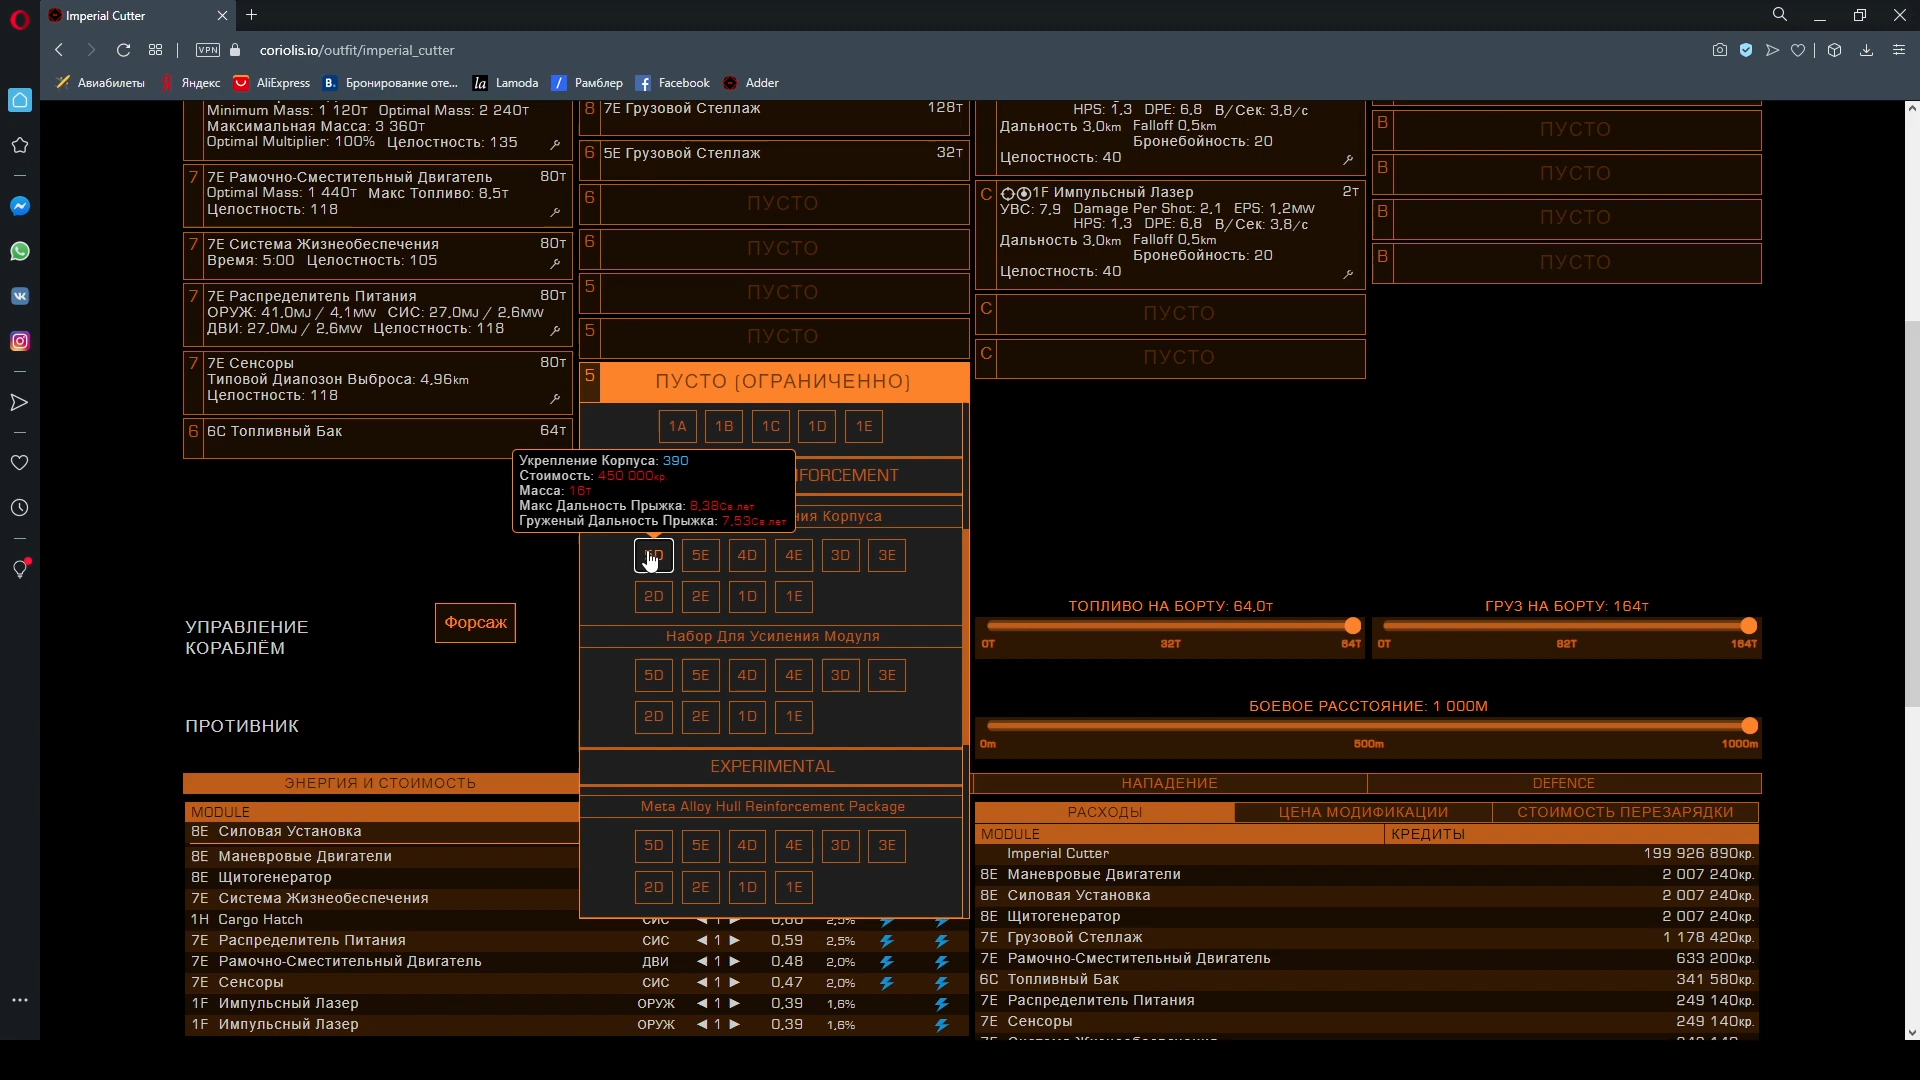 Imperial Cutter
VPN
coriolis.io/outfit/imperial_cutter
Авиабилеты Яндекс AliExpress Бронирование оте... Lamoda Рамблер Facebook Adder
Minimum Mass: 1 120т Optimal Mass: 2 240т
Максимальная Масса: 3 360т
Optimal Multiplier: 100% Целостность: 135
7 7E Рамочно-Сместительный Двигатель 80т
Optimal Mass: 1 440т Макс Топливо: 8,5т
Целостность: 118
7 7E Система Жизнеобеспечения 80т
Время: 5:00 Целостность: 105
7 7E Распределитель Питания 80т
ОРУЖ: 41,0MJ / 4,1MW СИС: 27,0MJ / 2,6MW
ДВИ: 27,0MJ / 2,6MW Целостность: 118
7 7E Сенсоры 80т
Типовой Диапазон Выброса: 4,96km
Целостность: 118
6 6C Топливный Бак 64т
8 7E Грузовой Стеллаж 128т
6 5E Грузовой Стеллаж 32т
6 ПУСТО
6 ПУСТО
5 ПУСТО
5 ПУСТО
5 ПУСТО (ОГРАНИЧЕННО)
1A 1B 1C 1D 1E
Укрепление Корпуса: 390
Стоимость: 450 000кр.
Масса: 16т
Макс Дальность Прыжка: 8,38Св лет
Груженый Дальность Прыжка: 7,53Св лет
FORCEMENT
ния Корпуса
5E 4D 4E 3D 3E
2D 2E 1D 1E
Набор Для Усиления Модуля
5D 5E 4D 4E 3D 3E
2D 2E 1D 1E
EXPERIMENTAL
Meta Alloy Hull Reinforcement Package
5D 5E 4D 4E 3D 3E
2D 2E 1D 1E
HPS: 1,3 DPE: 6,8 В/Сек: 3,8/с
Дальность 3,0km Falloff 0,5km
Бронебойность: 20
Целостность: 40
C 1F Импульсный Лазер 2т
УВС: 7,9 Damage Per Shot: 2,1 EPS: 1,2MW
HPS: 1,3 DPE: 6,8 В/Сек: 3,8/с
Дальность 3,0km Falloff 0,5km
Бронебойность: 20
Целостность: 40
C ПУСТО
C ПУСТО
B ПУСТО
B ПУСТО
B ПУСТО
B ПУСТО
УПРАВЛЕНИЕ
КОРАБЛЁМ
Форсаж
ТОПЛИВО НА БОРТУ: 64,0т
0т 32т 64т
ГРУЗ НА БОРТУ: 164т
0т 82т 164т
ПРОТИВНИК
БОЕВОЕ РАССТОЯНИЕ: 1 000М
0m 500m 1000m
ЭНЕРГИЯ И СТОИМОСТЬ НАПАДЕНИЕ DEFENCE
MODULE
8E Силовая Установка
8E Маневровые Двигатели
8E Щитогенератор
7E Система Жизнеобеспечения
1H Cargo Hatch СИС 1 0,60 2,5%
7E Распределитель Питания СИС 1 0,59 2,5%
7E Рамочно-Сместительный Двигатель ДВИ 1 0,48 2,0%
7E Сенсоры СИС 1 0,47 2,0%
1F Импульсный Лазер ОРУЖ 1 0,39 1,6%
1F Импульсный Лазер ОРУЖ 1 0,39 1,6%
РАСХОДЫ ЦЕНА МОДИФИКАЦИИ СТОИМОСТЬ ПЕРЕЗАРЯДКИ
MODULE КРЕДИТЫ
Imperial Cutter 199 926 890кр.
8E Маневровые Двигатели 2 007 240кр.
8E Силовая Установка 2 007 240кр.
8E Щитогенератор 2 007 240кр.
7E Грузовой Стеллаж 1 178 420кр.
7E Рамочно-Сместительный Двигатель 633 200кр.
6C Топливный Бак 341 580кр.
7E Распределитель Питания 249 140кр.
7E Сенсоры 249 140кр.